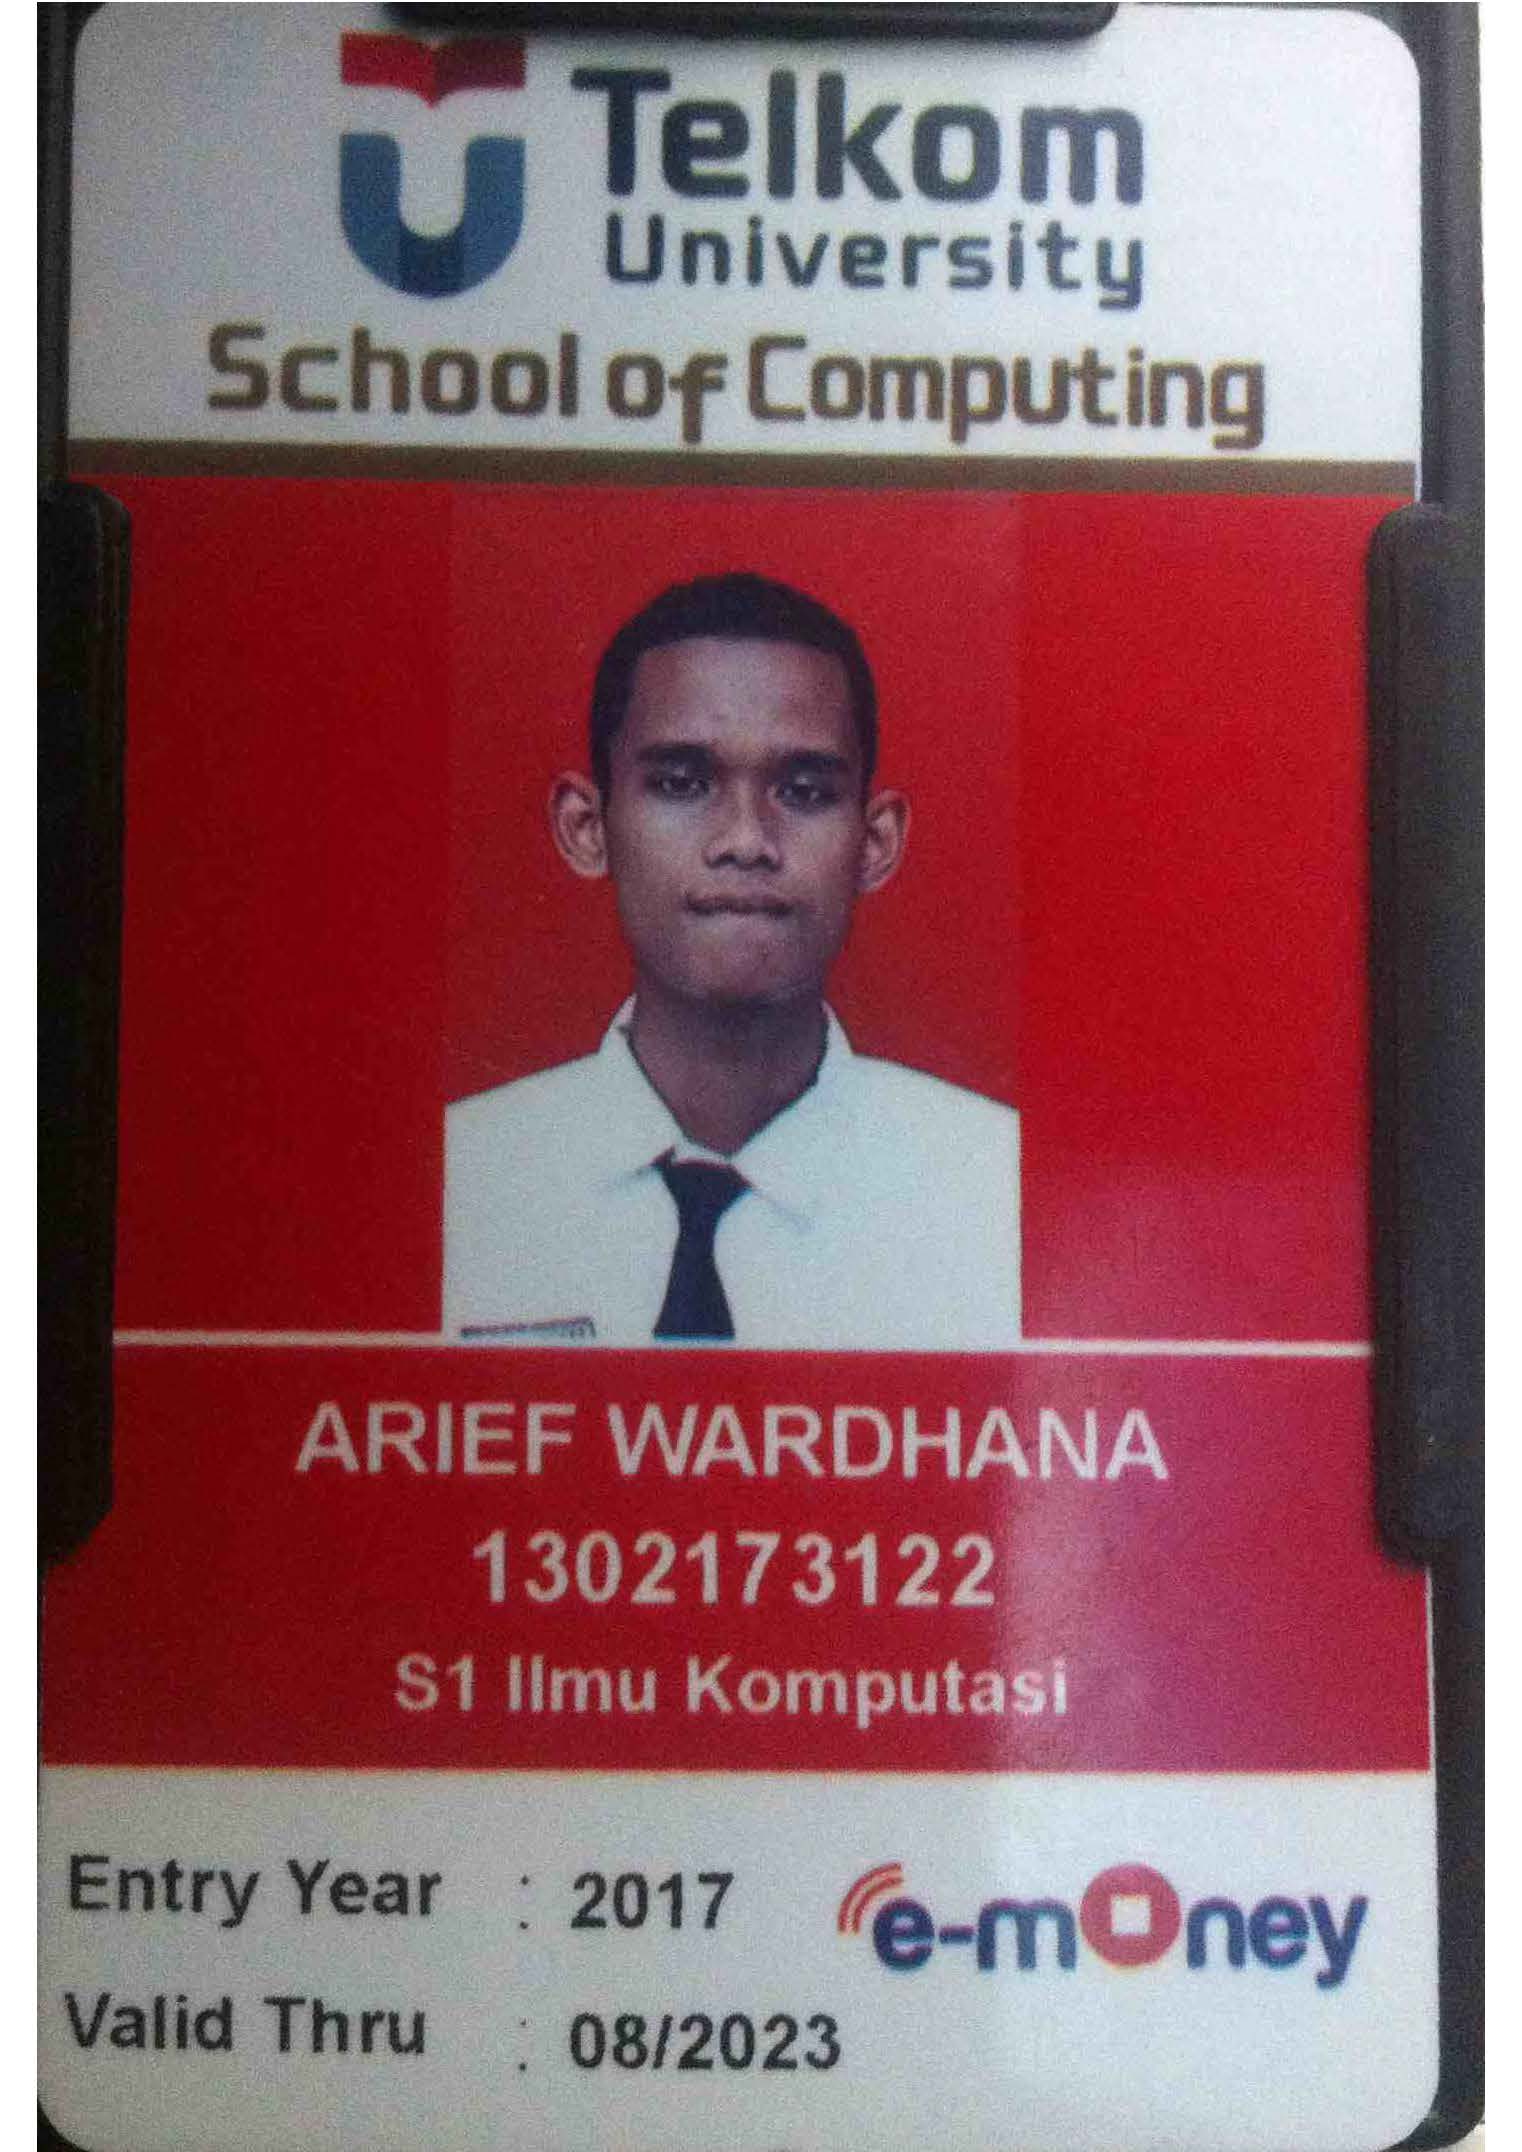 Telkom
University
School of Computing
ARIEF WARDHANA
1302173122
S1 Ilmu Komputasi
Entry Year : 2017
e-money
Valid Thru : 08/2023